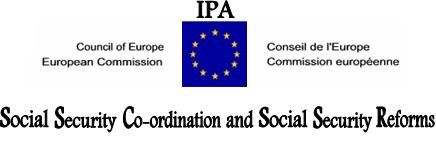 IPA
Council of Europe
European Commission
Conseil de l'Europe
Commission européenne
Social Security Co-ordination and Social Security Reforms